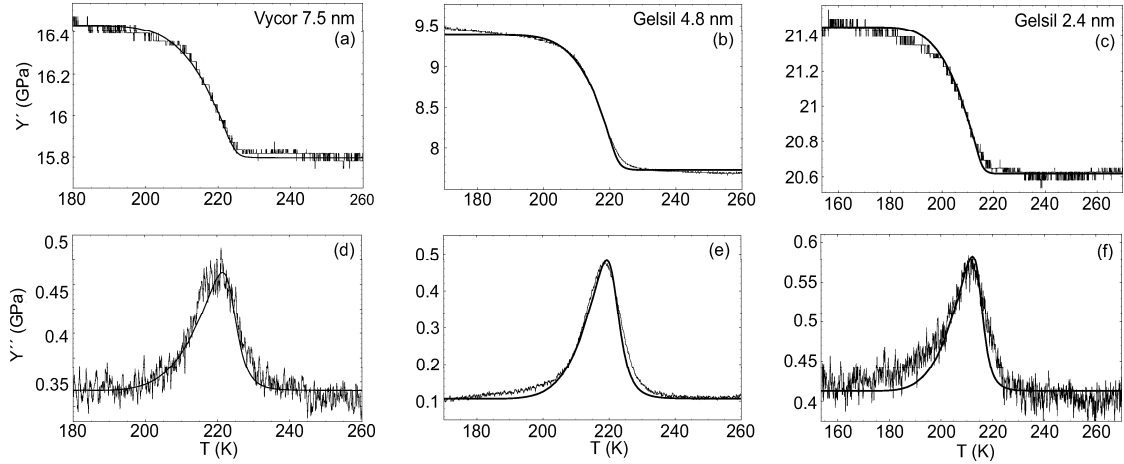 Vycor 7.5 nm
(a)
16.4
16.2
16
15.8
Y´ (GPa)
180 200 220 240 260
Gelsil 4.8 nm
(b)
9.5
9
8.5
8
180 200 220 240 260
Gelsil 2.4 nm
(c)
21.4
21.2
21
20.8
20.6
160 180 200 220 240 260
(d)
0.5
0.45
0.4
0.35
Y´´ (GPa)
180 200 220 240 260
T (K)
(e)
0.5
0.4
0.3
0.2
0.1
180 200 220 240 260
T (K)
(f)
0.6
0.55
0.5
0.45
0.4
160 180 200 220 240 260
T (K)